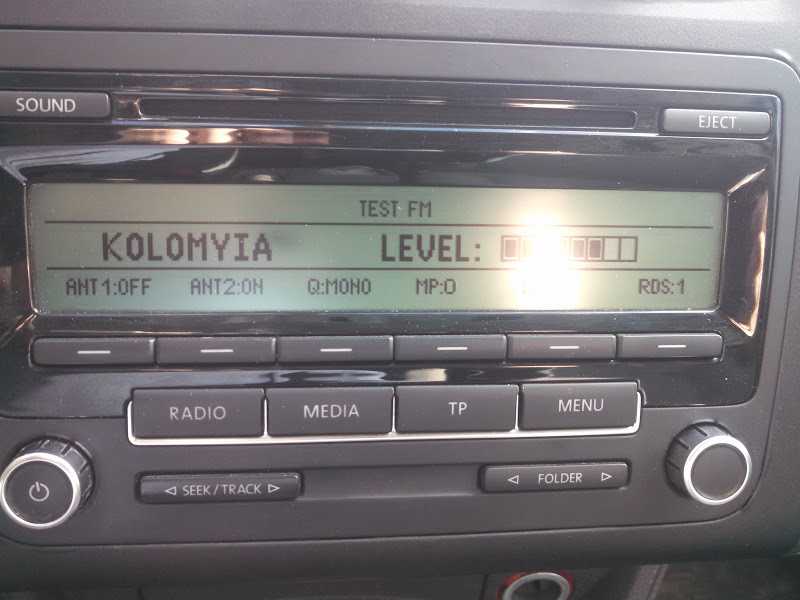 SOUND
EJECT
TEST FM
KOLOMYIA LEVEL:
ANT1:OFF ANT2:ON Q:MONO MP:0 RDS:1
RADIO MEDIA TP MENU
SEEK/TRACK FOLDER